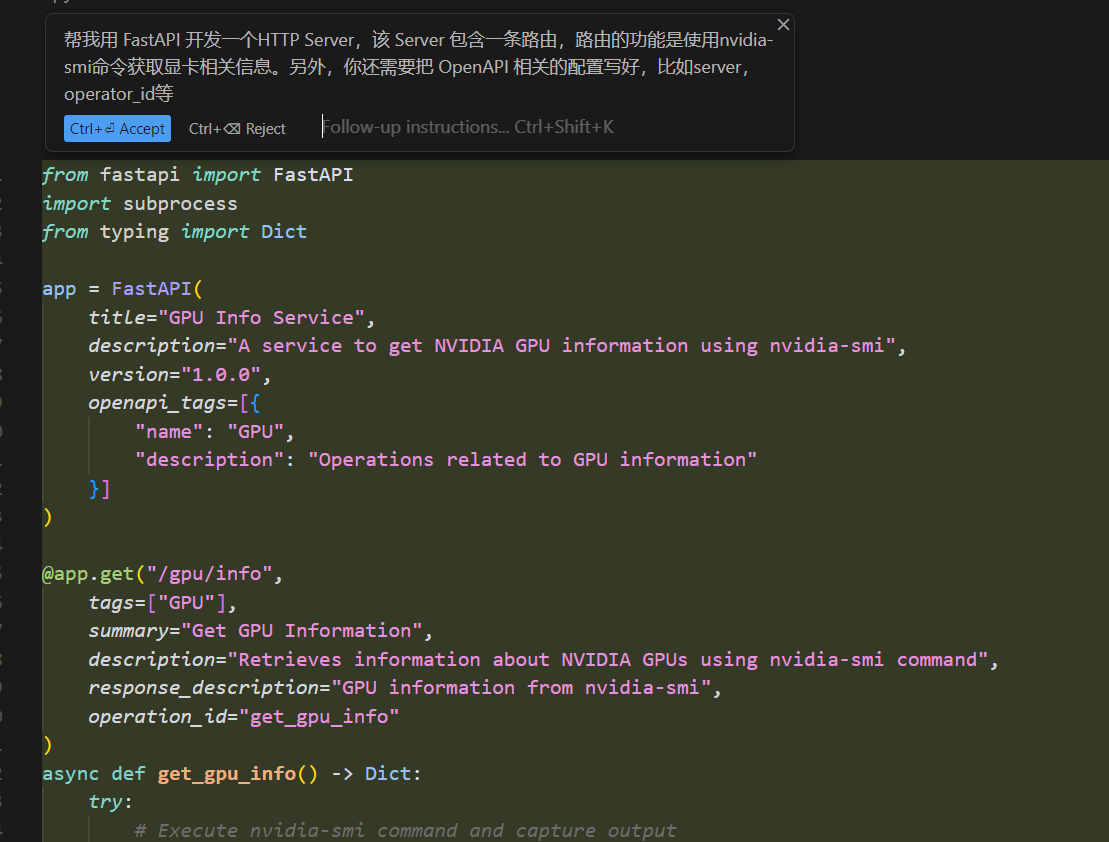 帮我用 FastAPI 开发一个HTTP Server，该 Server 包含一条路由，路由的功能是使用nvidia-
smi命令获取显卡相关信息。另外，你还需要把 OpenAPI 相关的配置写好，比如server，
operator_id等
Ctrl+⏎ Accept Ctrl+⌫ Reject Follow-up instructions... Ctrl+Shift+K
from fastapi import FastAPI
import subprocess
from typing import Dict
app = FastAPI(
    title="GPU Info Service",
    description="A service to get NVIDIA GPU information using nvidia-smi",
    version="1.0.0",
    openapi_tags=[{
        "name": "GPU",
        "description": "Operations related to GPU information"
    }]
)
@app.get("/gpu/info",
    tags=["GPU"],
    summary="Get GPU Information",
    description="Retrieves information about NVIDIA GPUs using nvidia-smi command",
    response_description="GPU information from nvidia-smi",
    operation_id="get_gpu_info"
)
async def get_gpu_info() -> Dict:
    try:
        # Execute nvidia-smi command and capture output